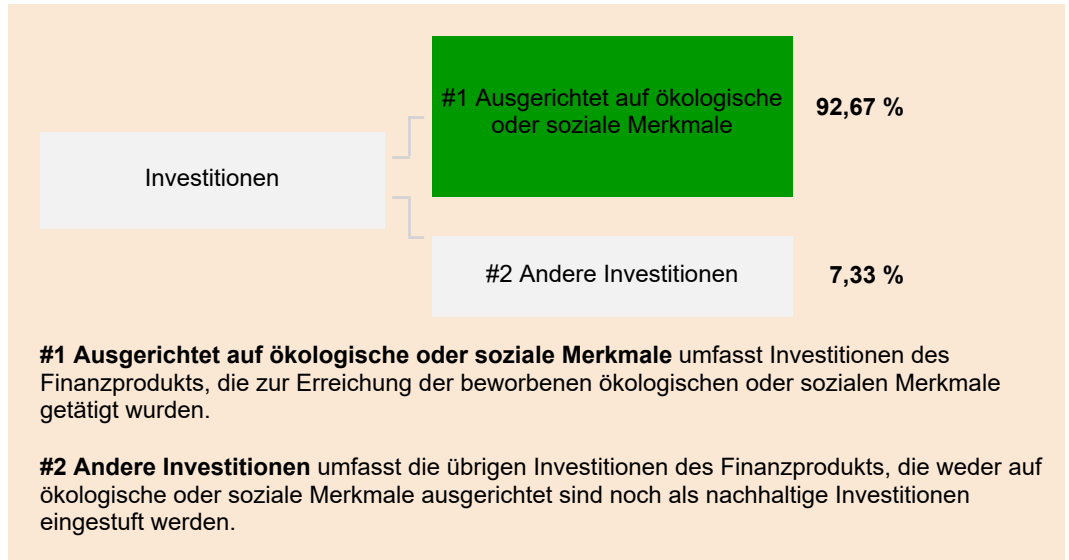 #1 Ausgerichtet auf ökologische
oder soziale Merkmale
92,67 %
Investitionen
#2 Andere Investitionen
7,33 %
#1 Ausgerichtet auf ökologische oder soziale Merkmale umfasst Investitionen des
Finanzprodukts, die zur Erreichung der beworbenen ökologischen oder sozialen Merkmale
getätigt wurden.
#2 Andere Investitionen umfasst die übrigen Investitionen des Finanzprodukts, die weder auf
ökologische oder soziale Merkmale ausgerichtet sind noch als nachhaltige Investitionen
eingestuft werden.